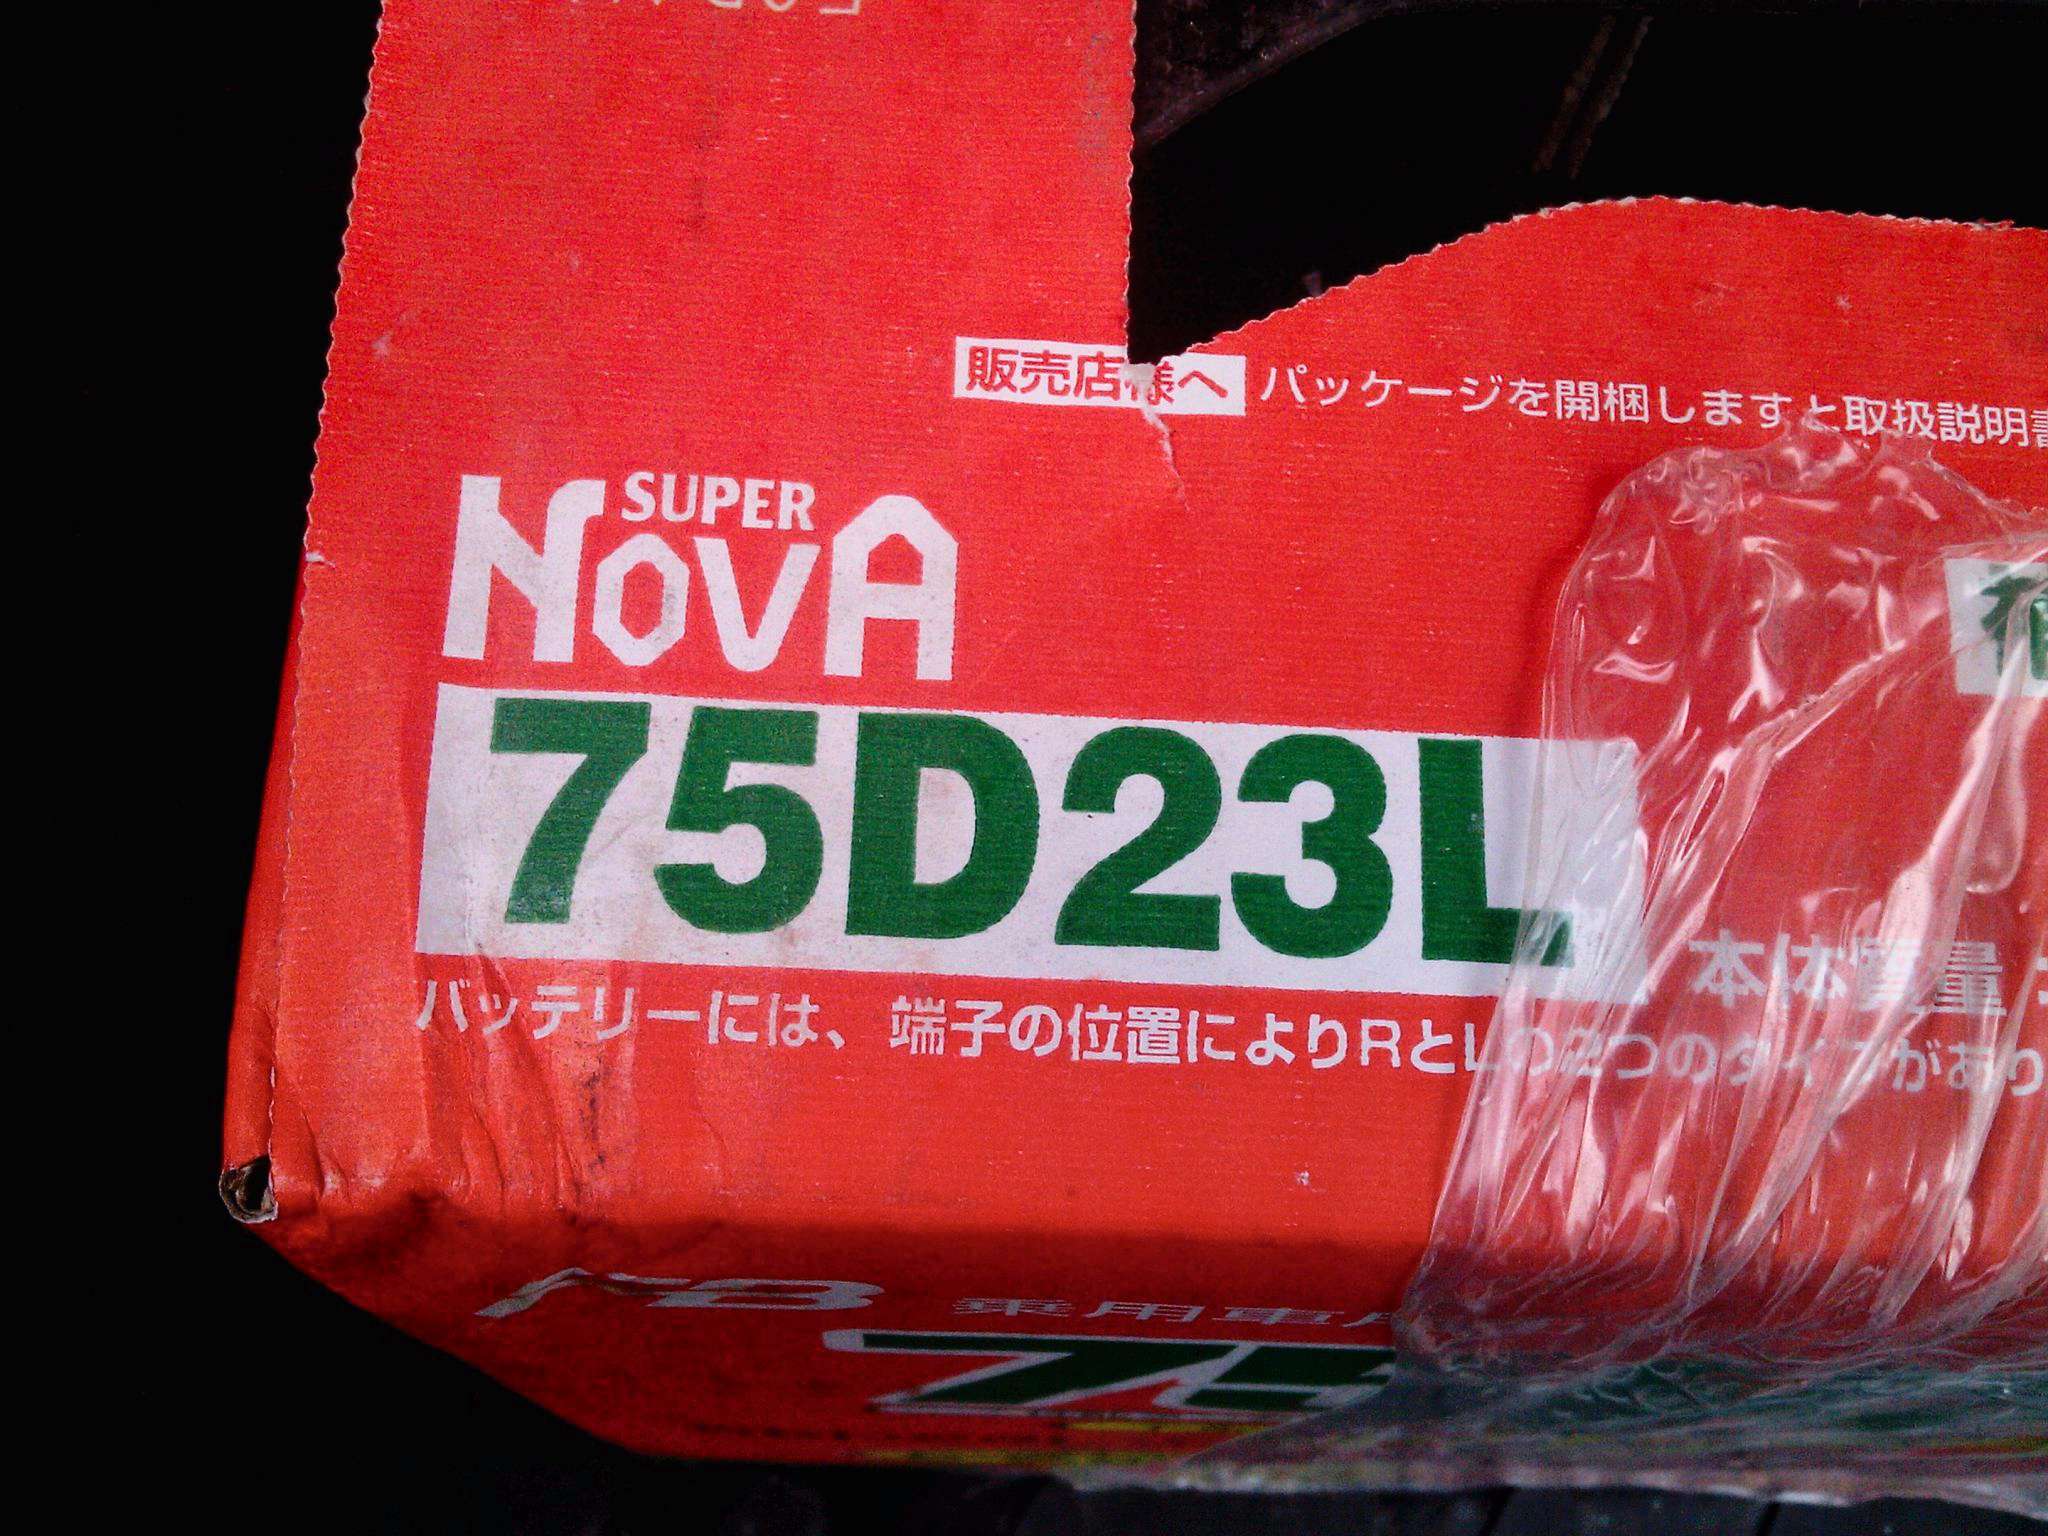 販売店様へ パッケージを開梱しますと取扱説明書
SUPER
NOVA
75D23L
本体質量
バッテリーには、端子の位置によりRとLの2つのタイプがあり
FB 乗用車用
75